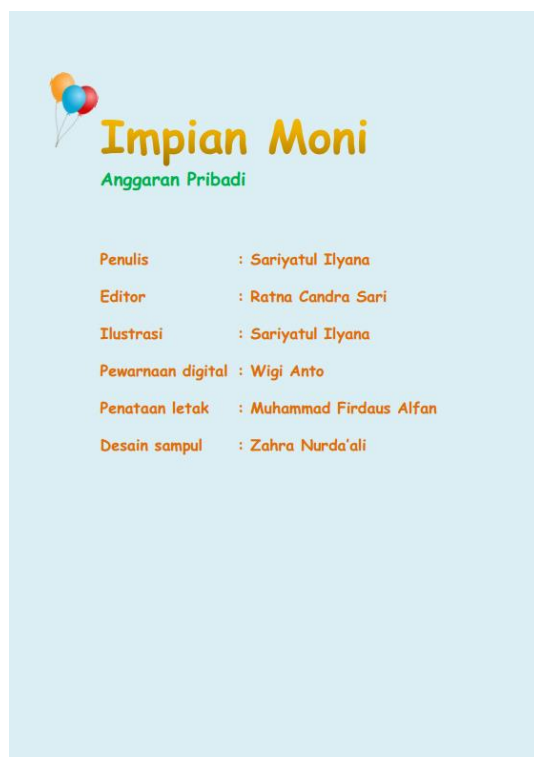 Impian Moni
Anggaran Pribadi
Penulis : Sariyatul Ilyana
Editor : Ratna Candra Sari
Ilustrasi : Sariyatul Ilyana
Pewarnaan digital : Wigi Anto
Penataan letak : Muhammad Firdaus Alfan
Desain sampul : Zahra Nurda'ali